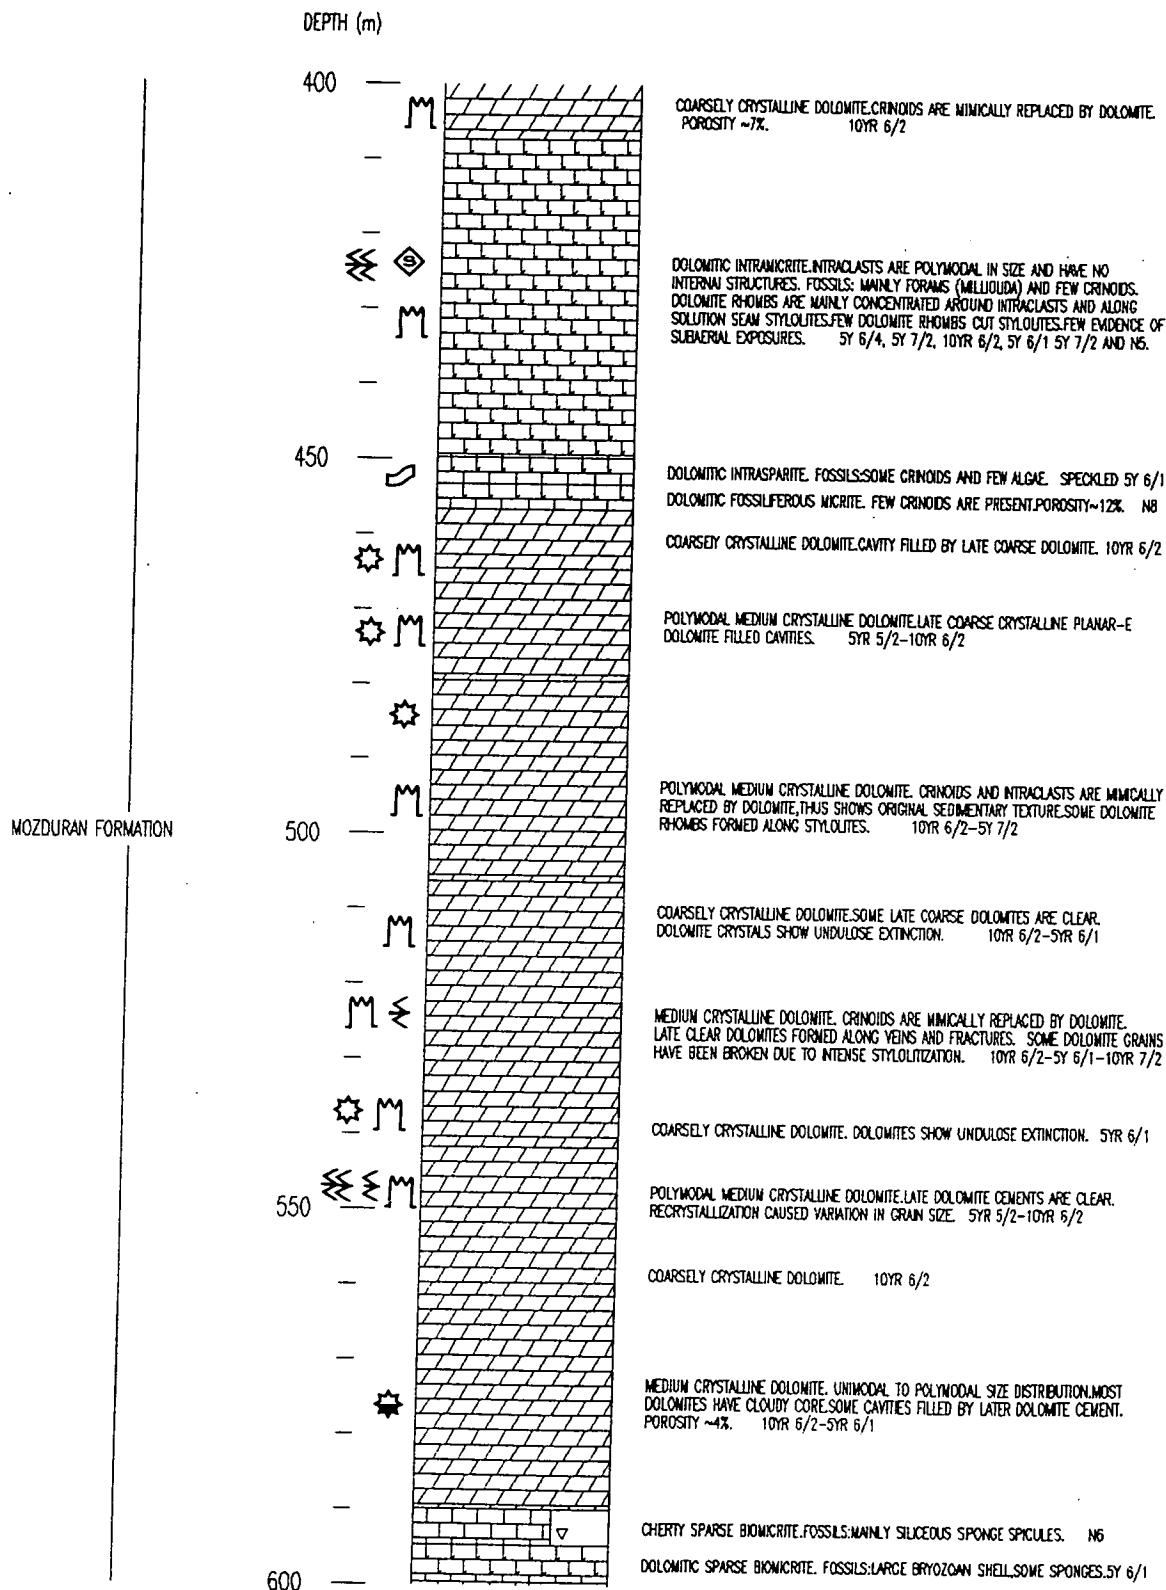 DEPTH (m)
400
COARSELY CRYSTALLINE DOLOMITE.CRINOIDS ARE MIMICALLY REPLACED BY DOLOMITE.
POROSITY ~7%. 10YR 6/2
DOLOMITIC INTRAMICRITE.INTRACLASTS ARE POLYMODAL IN SIZE AND HAVE NO
INTERNAL STRUCTURES. FOSSILS: MAINLY FORAMS (MILLIOLIDA) AND FEW CRINOIDS.
DOLOMITE RHOMBS ARE MAINLY CONCENTRATED AROUND INTRACLASTS AND ALONG
SOLUTION SEAM STYLOLITES.FEW DOLOMITE RHOMBS CUT STYLOLITES.FEW EVIDENCE OF
SUBAERIAL EXPOSURES. 5Y 6/4, 5Y 7/2, 10YR 6/2, 5Y 6/1 5Y 7/2 AND N5.
S
450
DOLOMITIC INTRASPARITE. FOSSILS:SOME CRINOIDS AND FEW ALGAE. SPECKLED 5Y 6/1
DOLOMITIC FOSSILIFEROUS MICRITE. FEW CRINOIDS ARE PRESENT.POROSITY~12%. N8
COARSELY CRYSTALLINE DOLOMITE.CAVITY FILLED BY LATE COARSE DOLOMITE. 10YR 6/2
POLYMODAL MEDIUM CRYSTALLINE DOLOMITE.LATE COARSE CRYSTALLINE PLANAR-E
DOLOMITE FILLED CAVITIES. 5YR 5/2-10YR 6/2
POLYMODAL MEDIUM CRYSTALLINE DOLOMITE. CRINOIDS AND INTRACLASTS ARE MIMICALLY
REPLACED BY DOLOMITE,THUS SHOWS ORIGINAL SEDIMENTARY TEXTURE.SOME DOLOMITE
RHOMBS FORMED ALONG STYLOLITES. 10YR 6/2-5Y 7/2
MOZDURAN FORMATION
500
COARSELY CRYSTALLINE DOLOMITE.SOME LATE COARSE DOLOMITES ARE CLEAR.
DOLOMITE CRYSTALS SHOW UNDULOSE EXTINCTION. 10YR 6/2-5YR 6/1
MEDIUM CRYSTALLINE DOLOMITE. CRINOIDS ARE MIMICALLY REPLACED BY DOLOMITE.
LATE CLEAR DOLOMITES FORMED ALONG VEINS AND FRACTURES. SOME DOLOMITE GRAINS
HAVE BEEN BROKEN DUE TO INTENSE STYLOLITIZATION. 10YR 6/2-5Y 6/1-10YR 7/2
COARSELY CRYSTALLINE DOLOMITE. DOLOMITES SHOW UNDULOSE EXTINCTION. 5YR 6/1
550
POLYMODAL MEDIUM CRYSTALLINE DOLOMITE.LATE DOLOMITE CEMENTS ARE CLEAR.
RECRYSTALLIZATION CAUSED VARIATION IN GRAIN SIZE. 5YR 5/2-10YR 6/2
COARSELY CRYSTALLINE DOLOMITE. 10YR 6/2
MEDIUM CRYSTALLINE DOLOMITE. UNIMODAL TO POLYMODAL SIZE DISTRIBUTION.MOST
DOLOMITES HAVE CLOUDY CORE.SOME CAVITIES FILLED BY LATER DOLOMITE CEMENT.
POROSITY ~4%. 10YR 6/2-5YR 6/1
CHERTY SPARSE BIOMICRITE.FOSSILS:MAINLY SILICEOUS SPONGE SPICULES. N6
DOLOMITIC SPARSE BIOMICRITE. FOSSILS:LARGE BRYOZOAN SHELL,SOME SPONGES.5Y 6/1
600